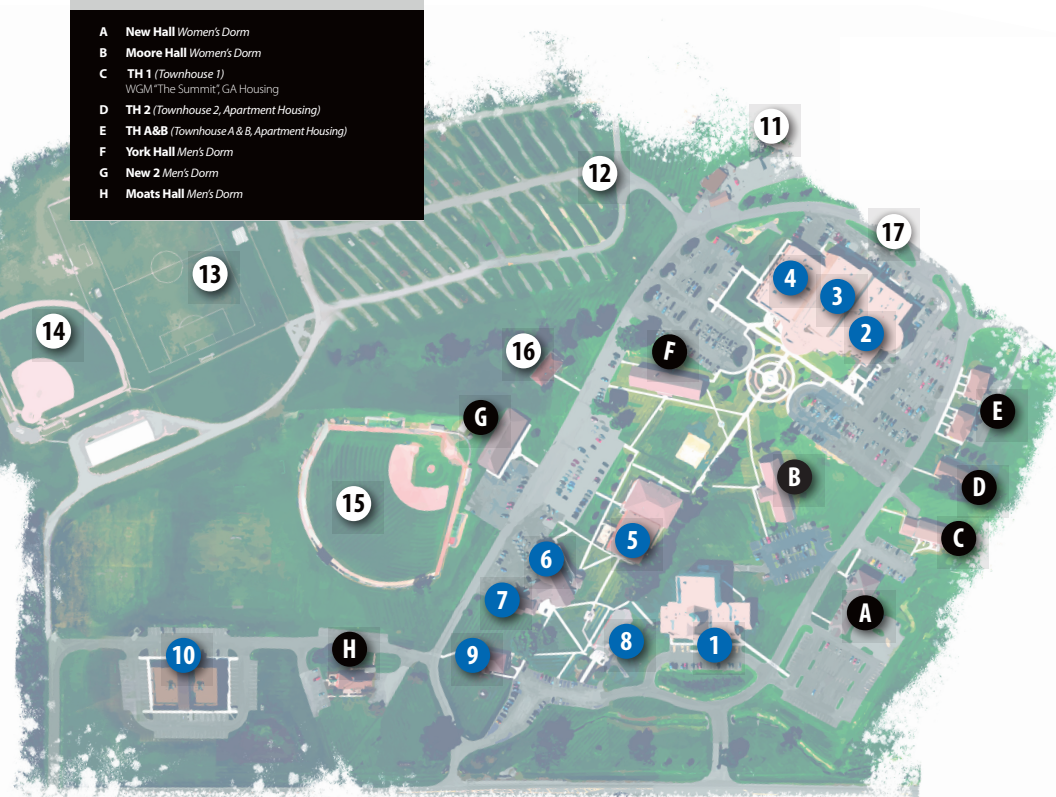 A New Hall Women's Dorm
B Moore Hall Women's Dorm
C TH 1 (Townhouse 1)
WGM "The Summit", GA Housing
D TH 2 (Townhouse 2, Apartment Housing)
E TH A&B (Townhouse A & B, Apartment Housing)
F York Hall Men's Dorm
G New 2 Men's Dorm
H Moats Hall Men's Dorm
11
12
17
13
4
3
2
14
16
F
E
G
B
D
15
5
C
6
7
A
8
1
H
9
10